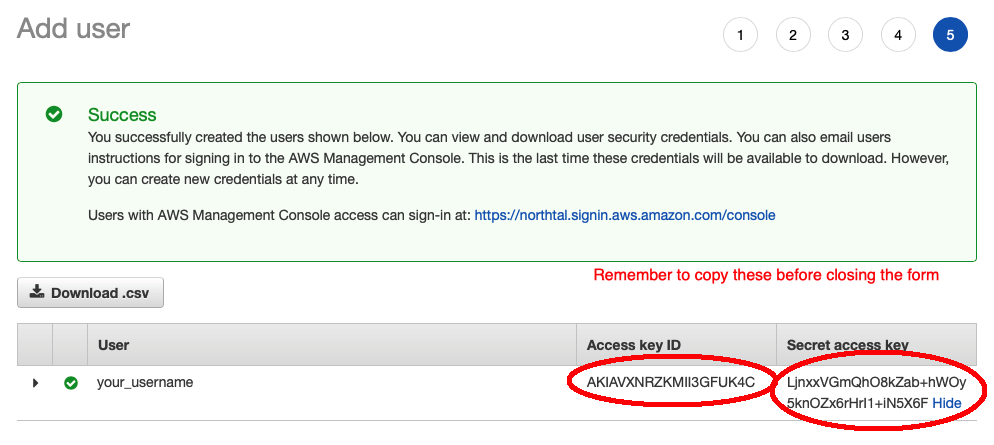 Add user
1 2 3 4 5
Success
You successfully created the users shown below. You can view and download user security credentials. You can also email users
instructions for signing in to the AWS Management Console. This is the last time these credentials will be available to download. However,
you can create new credentials at any time.
Users with AWS Management Console access can sign-in at: https://northtal.signin.aws.amazon.com/console
Remember to copy these before closing the form
Download .csv
User Access key ID Secret access key
your_username AKIAVXNRZKMII3GFUK4C LjnxxVGmQhO8kZab+hWOy
5knOZx6rHrI1+iN5X6F Hide